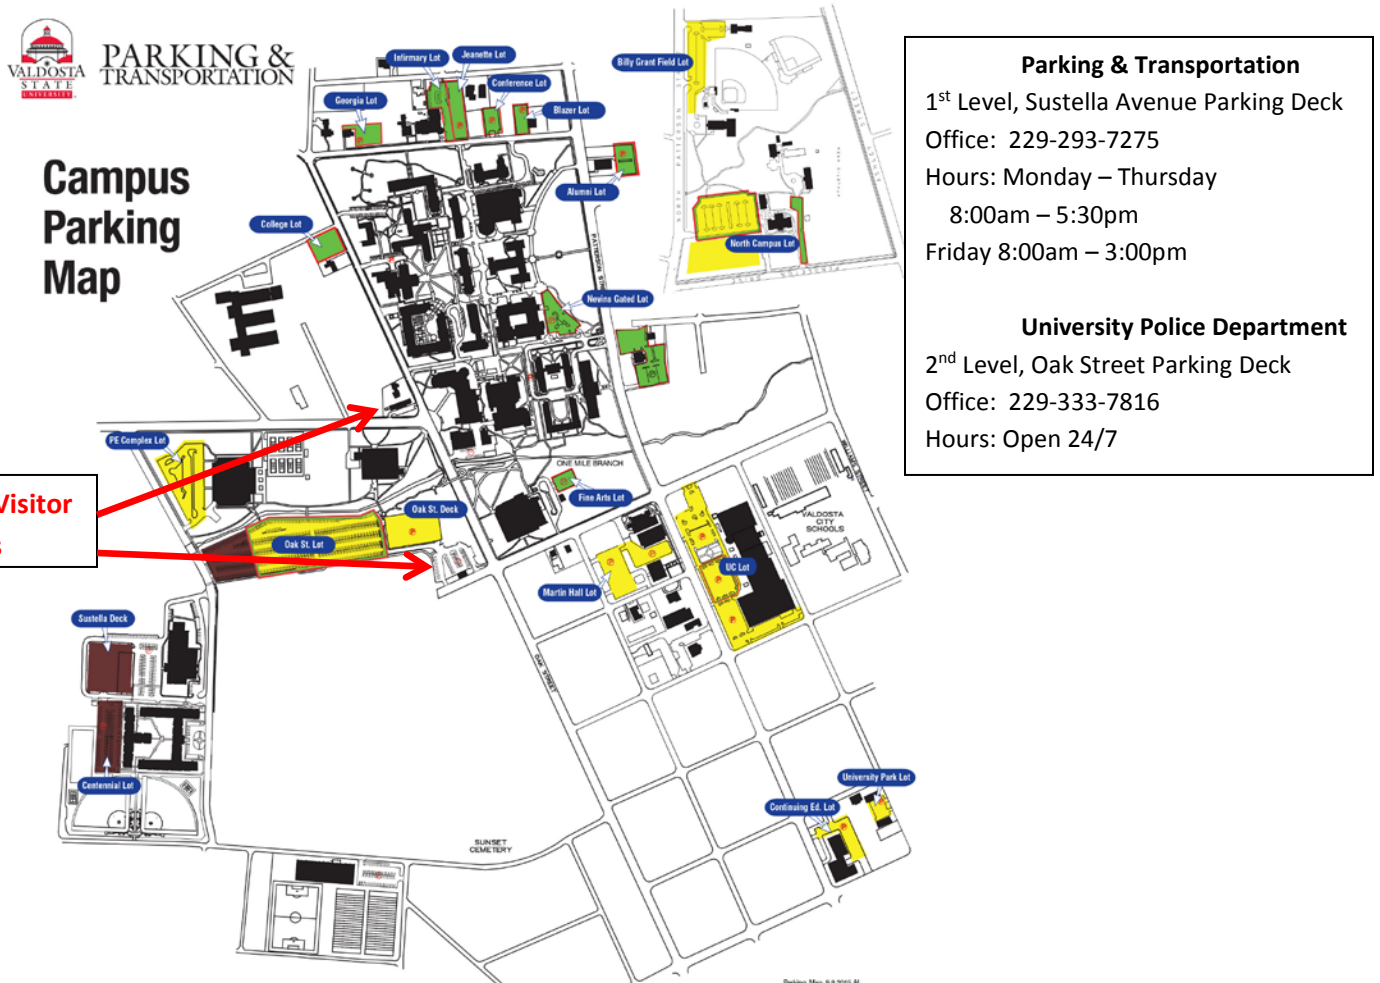 VALDOSTA
STATE
UNIVERSITY
PARKING &
TRANSPORTATION
Campus
Parking
Map
Infirmary Lot
Jeanette Lot
Conference Lot
Georgia Lot
Blazer Lot
Alumni Lot
College Lot
Billy Grant Field Lot
NORTH PATTERSON
North Campus Lot
PATTERSON
Nevins Gated Lot
PE Complex Lot
Visitor
s
Oak St. Deck
Oak St. Lot
ONE MILE BRANCH
Fine Arts Lot
VALDOSTA
CITY
SCHOOLS
UC Lot
Martin Hall Lot
OAK STREET
Sustella Deck
Centennial Lot
University Park Lot
Continuing Ed. Lot
SUNSET
CEMETERY
Parking & Transportation
1st Level, Sustella Avenue Parking Deck
Office: 229-293-7275
Hours: Monday – Thursday
8:00am – 5:30pm
Friday 8:00am – 3:00pm
University Police Department
2nd Level, Oak Street Parking Deck
Office: 229-333-7816
Hours: Open 24/7